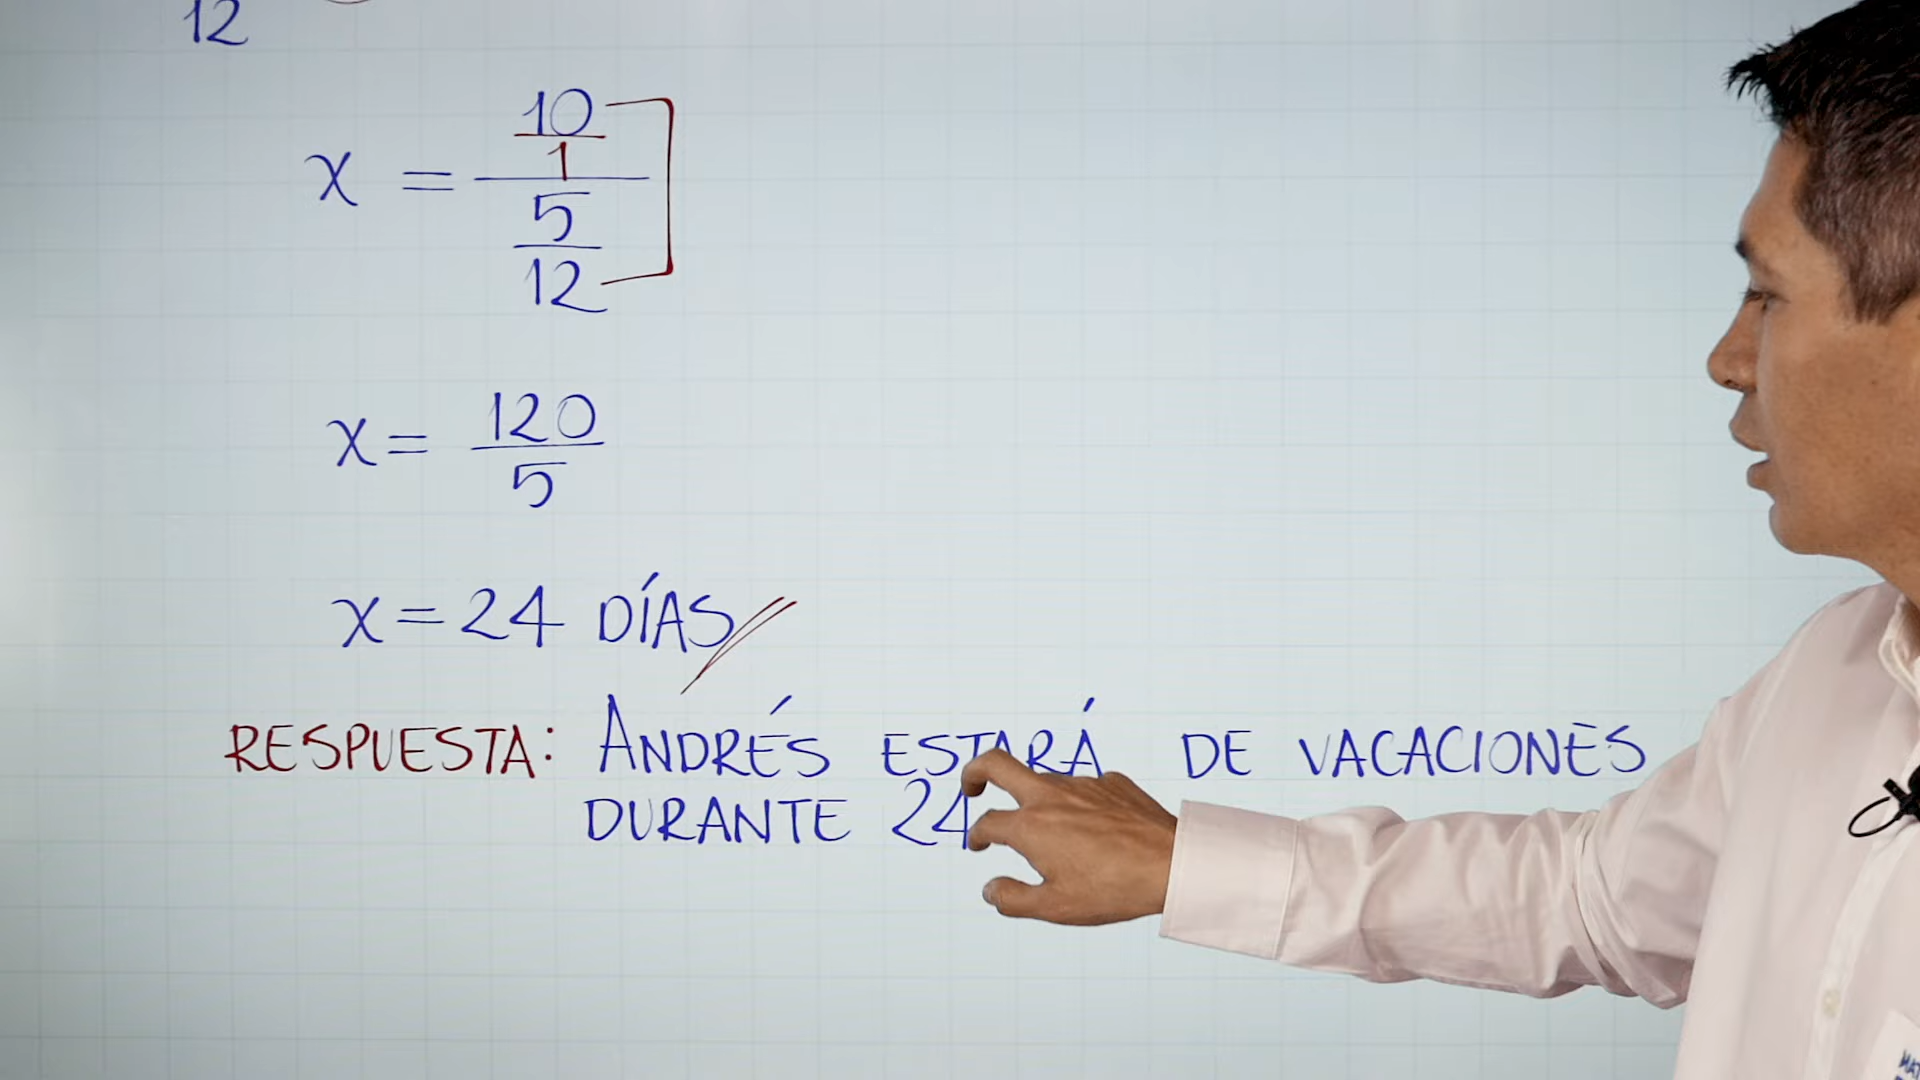 12
x = 10/1 / 5/12
x = 120/5
x = 24 DÍAS
RESPUESTA: ANDRÉS ESTARÁ DE VACACIONES
DURANTE 24